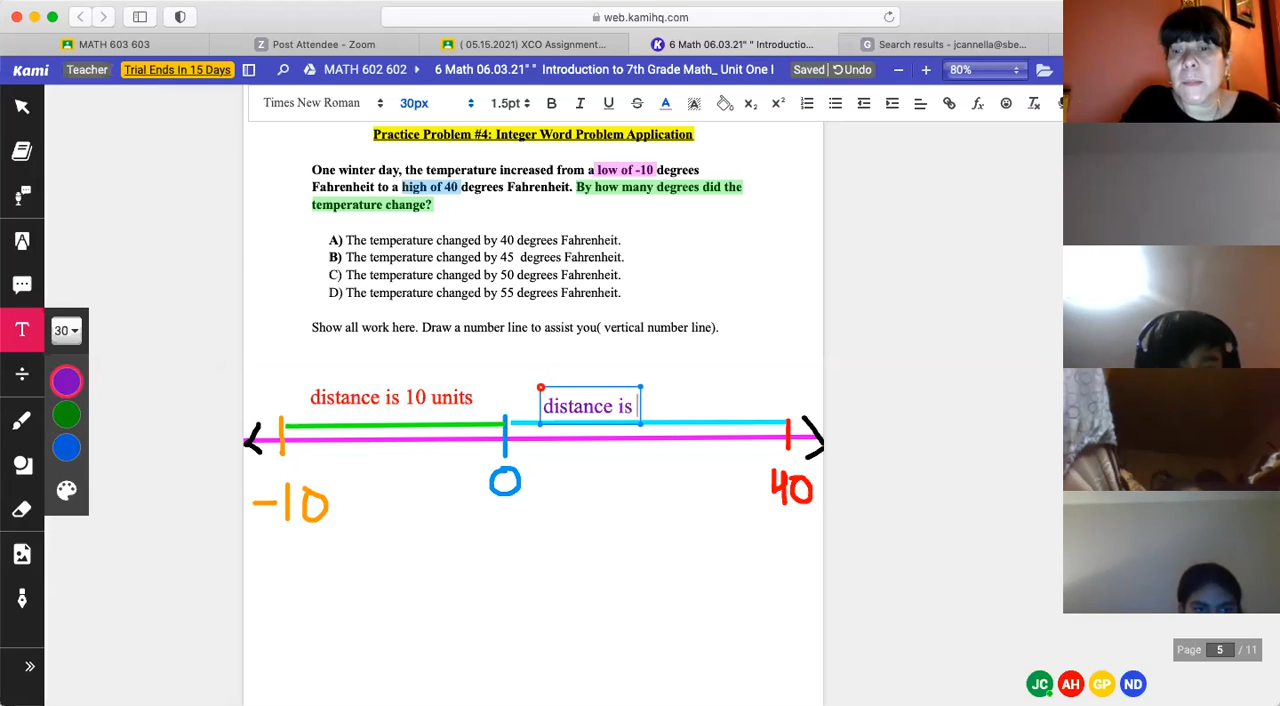 web.kamihq.com
MATH 603 603
Post Attendee - Zoom
( 05.15.2021) XCO Assignment...
6 Math 06.03.21" " Introductio...
Search results - jcannella@sbe...
Kami
Teacher
Trial Ends In 15 Days
MATH 602 602
6 Math 06.03.21" " Introduction to 7th Grade Math_ Unit One I
Saved
Undo
80%
Times New Roman
30px
1.5pt
Practice Problem #4: Integer Word Problem Application
One winter day, the temperature increased from a low of -10 degrees
Fahrenheit to a high of 40 degrees Fahrenheit. By how many degrees did the
temperature change?
A) The temperature changed by 40 degrees Fahrenheit.
B) The temperature changed by 45 degrees Fahrenheit.
C) The temperature changed by 50 degrees Fahrenheit.
D) The temperature changed by 55 degrees Fahrenheit.
Show all work here. Draw a number line to assist you( vertical number line).
30
distance is 10 units
distance is
-10
0
40
Page 5 / 11
JC
AH
GP
ND